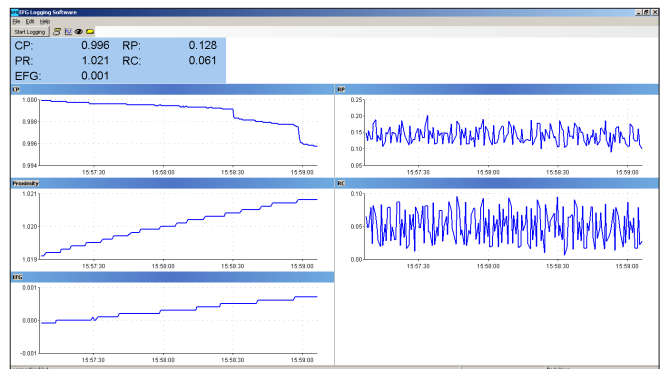 EFG Logging Software
File Edit Help
Start Logging
CP: 0.996 RP: 0.128
PR: 1.021 RC: 0.061
EFG: 0.001
CP
1.000
0.998
0.996
0.994
15:57:30 15:58:00 15:58:30 15:59:00
RP
0.25
0.20
0.15
0.10
0.05
15:57:30 15:58:00 15:58:30 15:59:00
Proximity
1.021
1.020
1.019
15:57:30 15:58:00 15:58:30 15:59:00
RC
0.10
0.05
0.00
15:57:30 15:58:00 15:58:30 15:59:00
EFG
0.001
0.000
-0.001
15:57:30 15:58:00 15:58:30 15:59:00